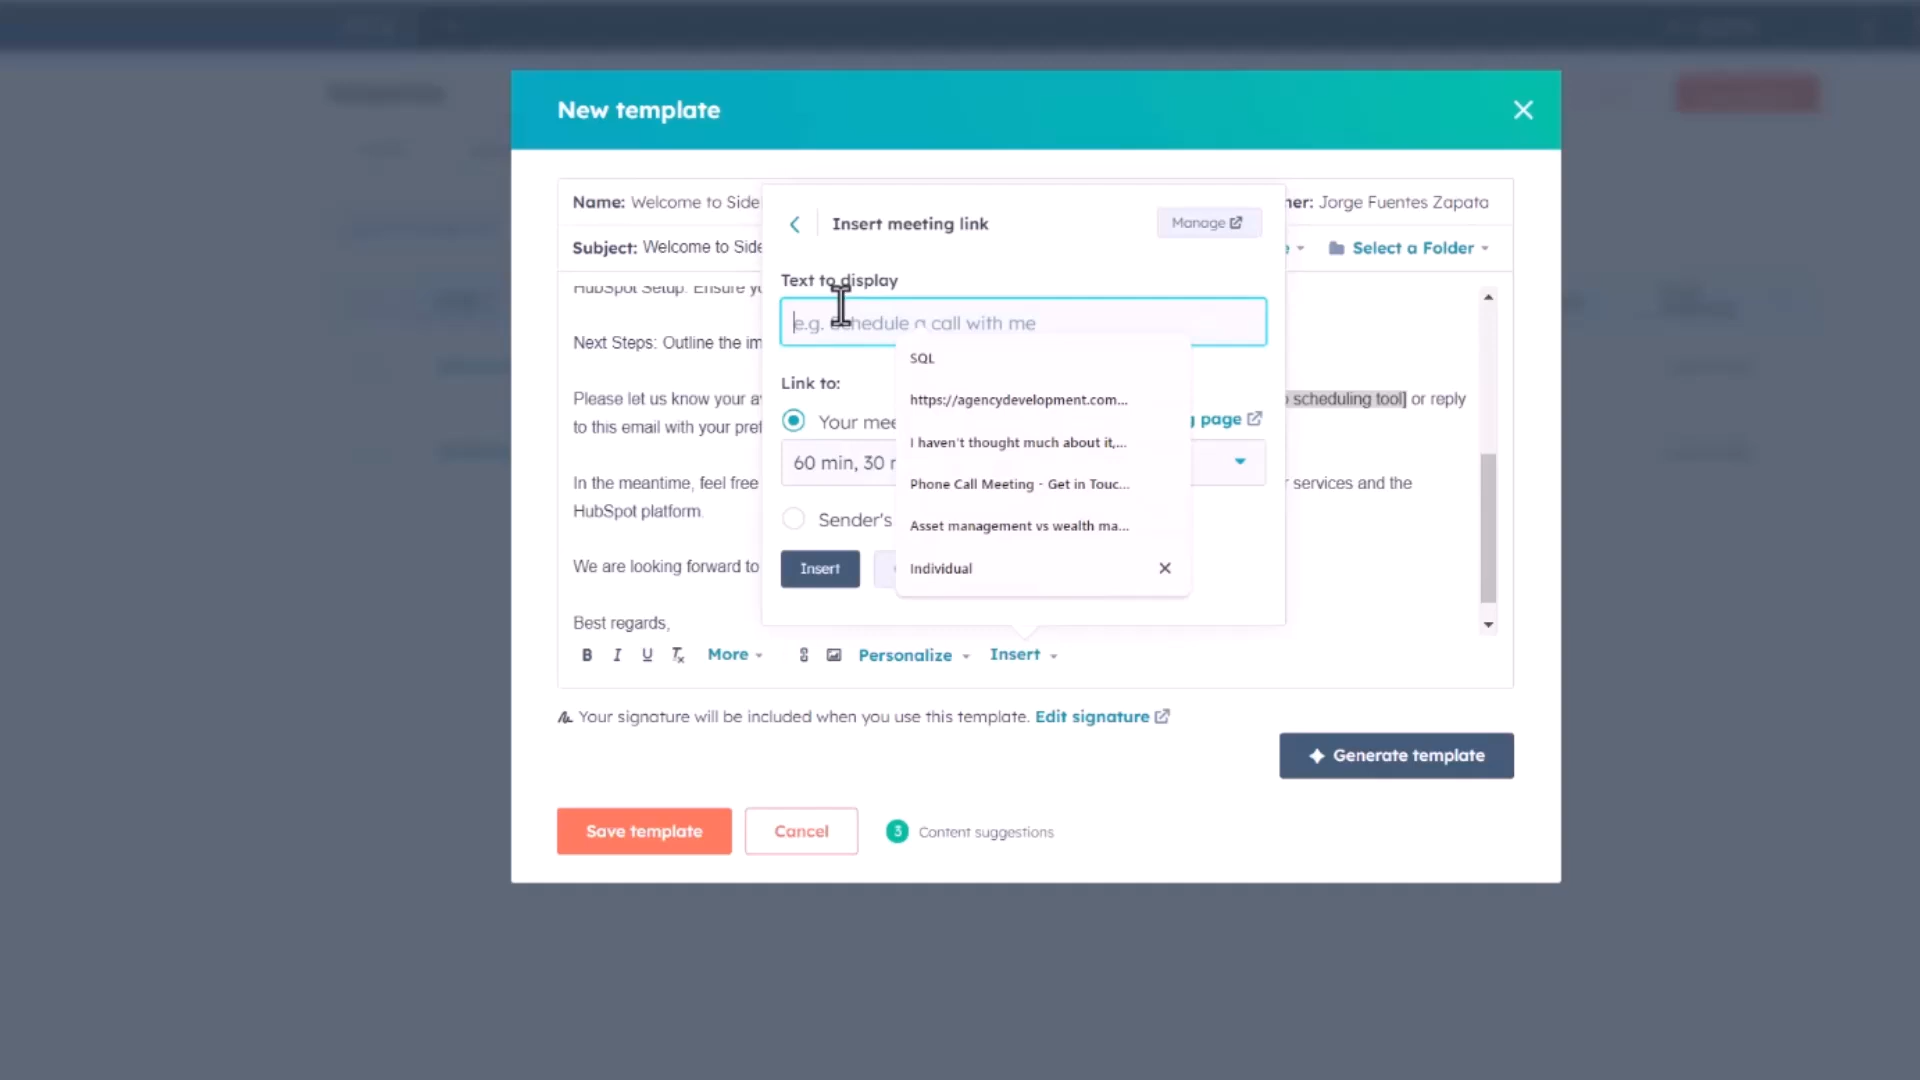 New template
Name: Welcome to Side
ner: Jorge Fuentes Zapata
Insert meeting link
Manage
Subject: Welcome to Side
Select a Folder
Text to display
HubSpot Setup: Ensure yo
e.g. Schedule a call with me
Next Steps: Outline the im
SQL
Link to:
https://agencydevelopment.com...
Please let us know your a
scheduling tool] or reply
Your mee
g page
to this email with your pref
I haven't thought much about it,...
60 min, 30 r
In the meantime, feel free
Phone Call Meeting - Get in Touc...
services and the
HubSpot platform.
Sender's
Asset management vs wealth ma...
We are looking forward to
Insert
Individual
Best regards,
B I U Tx More Personalize Insert
Your signature will be included when you use this template. Edit signature
Generate template
Save template
Cancel
3 Content suggestions